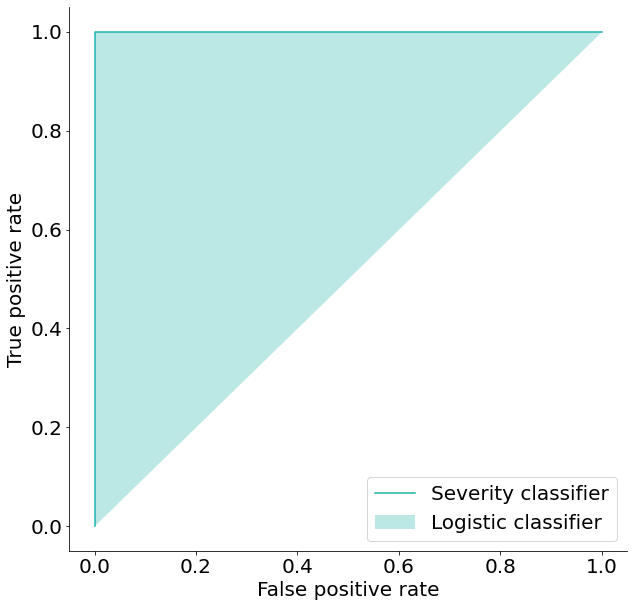 1.0
0.8
0.6
0.4
0.2
0.0
True positive rate
Severity classifier
Logistic classifier
0.0 0.2 0.4 0.6 0.8 1.0
False positive rate